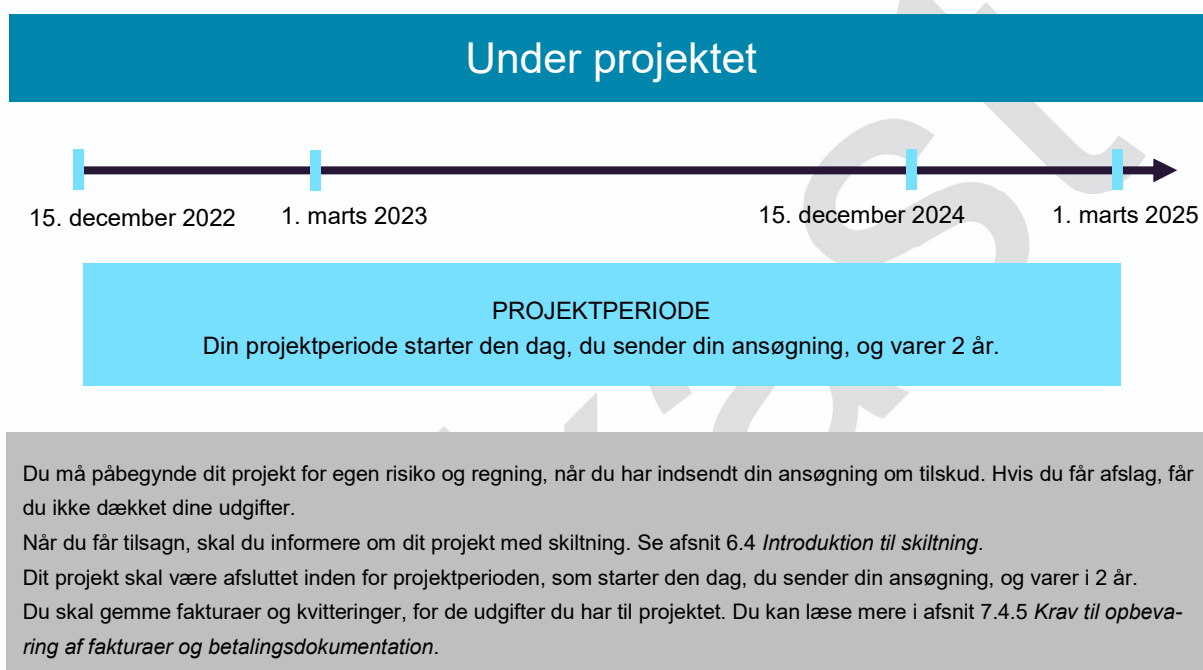 Under projektet
15. december 2022 1. marts 2023 15. december 2024 1. marts 2025
PROJEKTPERIODE
Din projektperiode starter den dag, du sender din ansøgning, og varer 2 år.
Du må påbegynde dit projekt for egen risiko og regning, når du har indsendt din ansøgning om tilskud. Hvis du får afslag, får
du ikke dækket dine udgifter.
Når du får tilsagn, skal du informere om dit projekt med skiltning. Se afsnit 6.4 Introduktion til skiltning.
Dit projekt skal være afsluttet inden for projektperioden, som starter den dag, du sender din ansøgning, og varer i 2 år.
Du skal gemme fakturaer og kvitteringer, for de udgifter du har til projektet. Du kan læse mere i afsnit 7.4.5 Krav til opbeva-
ring af fakturaer og betalingsdokumentation.